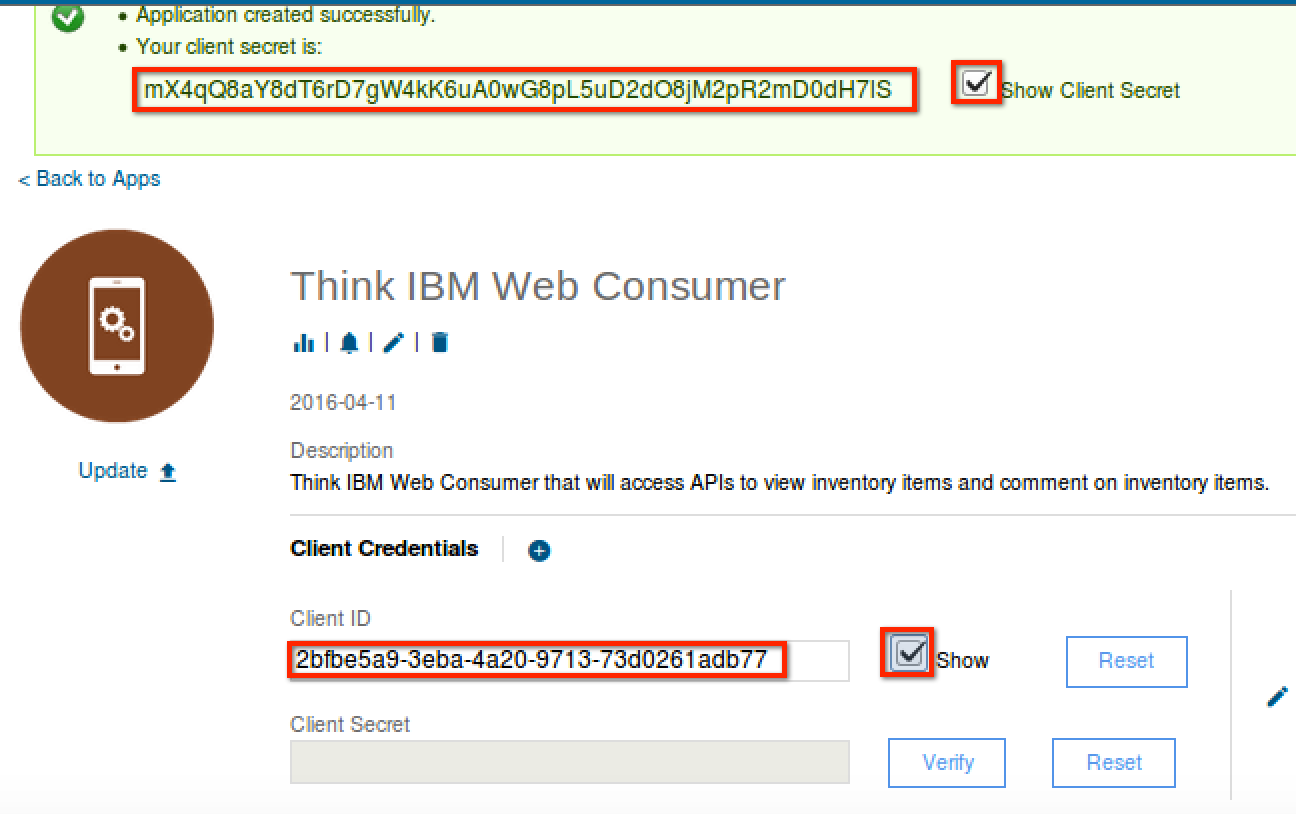 Application created successfully.
Your client secret is:
mX4qQ8aY8dT6rD7gW4kK6uA0wG8pL5uD2dO8jM2pR2mD0dH7lS
Show Client Secret
< Back to Apps
Think IBM Web Consumer
2016-04-11
Update
Description
Think IBM Web Consumer that will access APIs to view inventory items and comment on inventory items.
Client Credentials
Client ID
2bfbe5a9-3eba-4a20-9713-73d0261adb77
Show
Reset
Client Secret
Verify
Reset